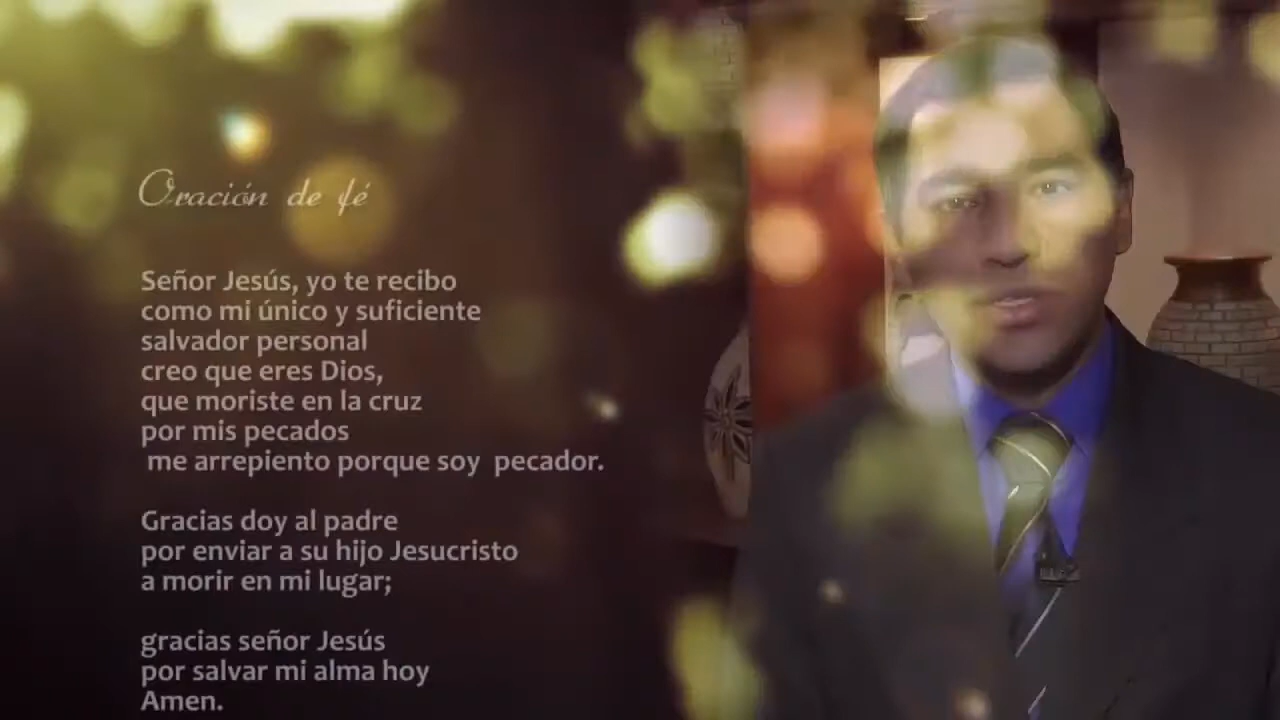 Oración de fé
Señor Jesús, yo te recibo
como mi único y suficiente
salvador personal
creo que eres Dios,
que moriste en la cruz
por mis pecados
me arrepiento porque soy pecador.
Gracias doy al padre
por enviar a su hijo Jesucristo
a morir en mi lugar;
gracias señor Jesús
por salvar mi alma hoy
Amen.